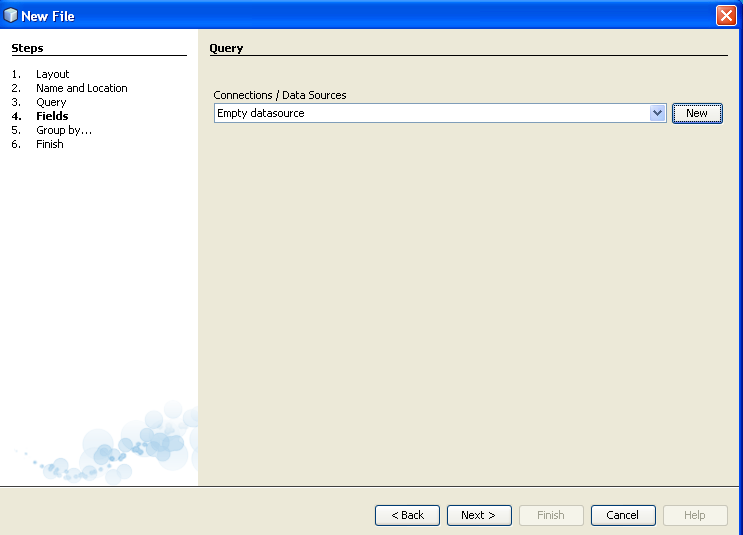 New File
Steps
1. Layout
2. Name and Location
3. Query
4. Fields
5. Group by...
6. Finish
Query
Connections / Data Sources
Empty datasource
New
< Back
Next >
Finish
Cancel
Help